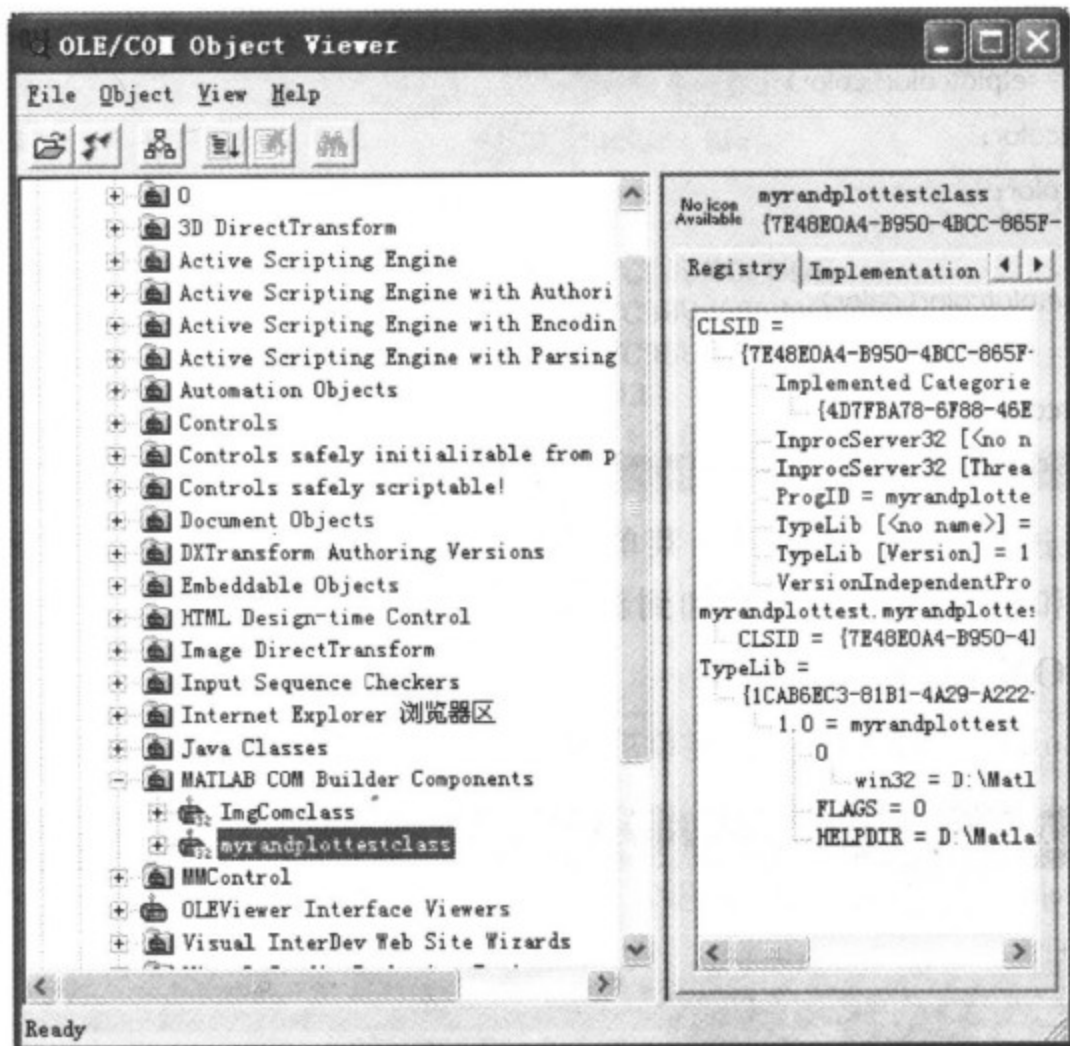 OLE/COM Object Viewer
File Object View Help
0
3D DirectTransform
Active Scripting Engine
Active Scripting Engine with Authori
Active Scripting Engine with Encodin
Active Scripting Engine with Parsing
Automation Objects
Controls
Controls safely initializable from p
Controls safely scriptable!
Document Objects
DXTransform Authoring Versions
Embeddable Objects
HTML Design-time Control
Image DirectTransform
Input Sequence Checkers
Internet Explorer 浏览器区
Java Classes
MATLAB COM Builder Components
ImgComclass
myrandplottestclass
MMControl
OLEViewer Interface Viewers
Visual InterDev Web Site Wizards
No icon Available
myrandplottestclass
{7E48E0A4-B950-4BCC-865F-
Registry Implementation
CLSID =
{7E48E0A4-B950-4BCC-865F-
Implemented Categorie
{4D7FBA78-6F88-46E
InprocServer32 [<no n
InprocServer32 [Threa
ProgID = myrandplotte
TypeLib [<no name>] =
TypeLib [Version] = 1
VersionIndependentPro
myrandplottest.myrandplottes
CLSID = {7E48E0A4-B950-4
TypeLib =
{1CAB6EC3-81B1-4A29-A222-
1.0 = myrandplottest
0
win32 = D:\Matl
FLAGS = 0
HELPDIR = D:\Matla
Ready